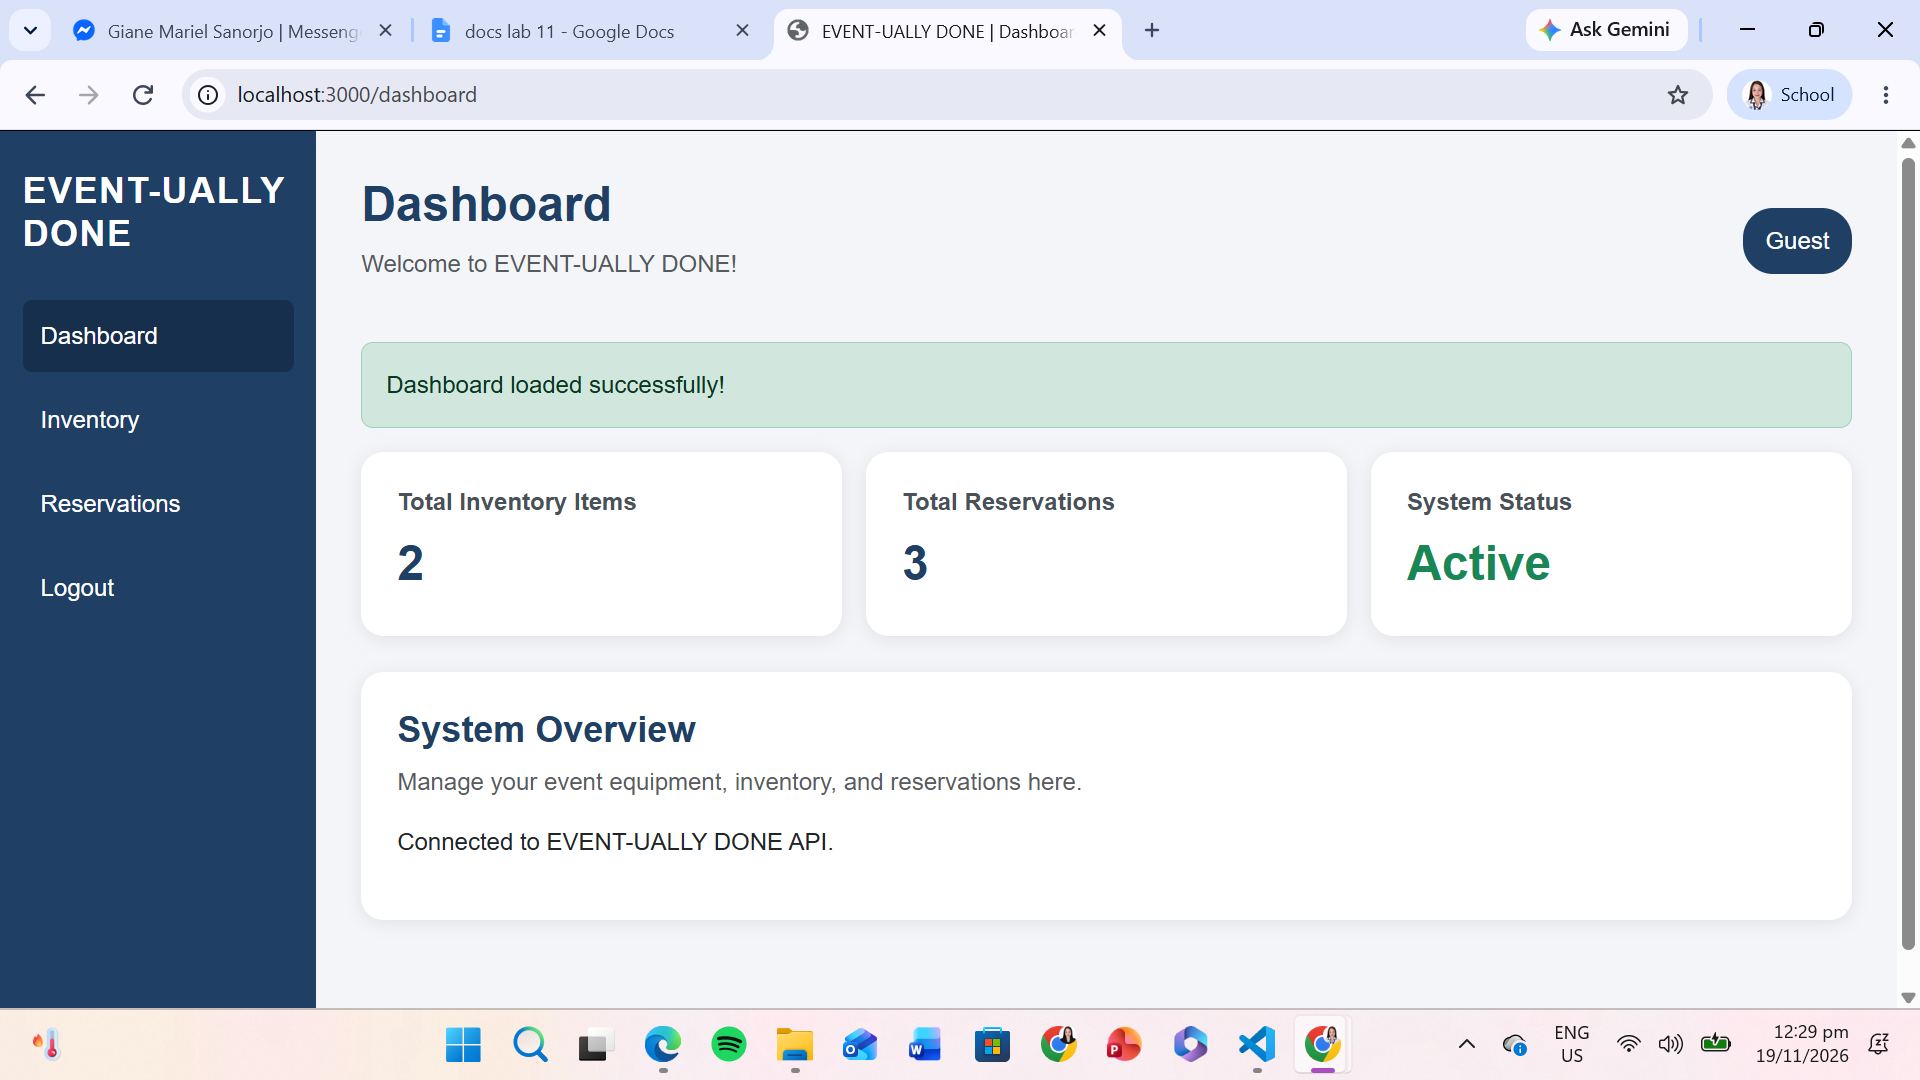 Giane Mariel Sanorjo | Messeng
docs lab 11 - Google Docs
EVENT-UALLY DONE | Dashboar
Ask Gemini
localhost:3000/dashboard
School
EVENT-UALLY
DONE
Dashboard
Inventory
Reservations
Logout
Dashboard
Welcome to EVENT-UALLY DONE!
Guest
Dashboard loaded successfully!
Total Inventory Items
2
Total Reservations
3
System Status
Active
System Overview
Manage your event equipment, inventory, and reservations here.
Connected to EVENT-UALLY DONE API.
ENG
US
12:29 pm
19/11/2026